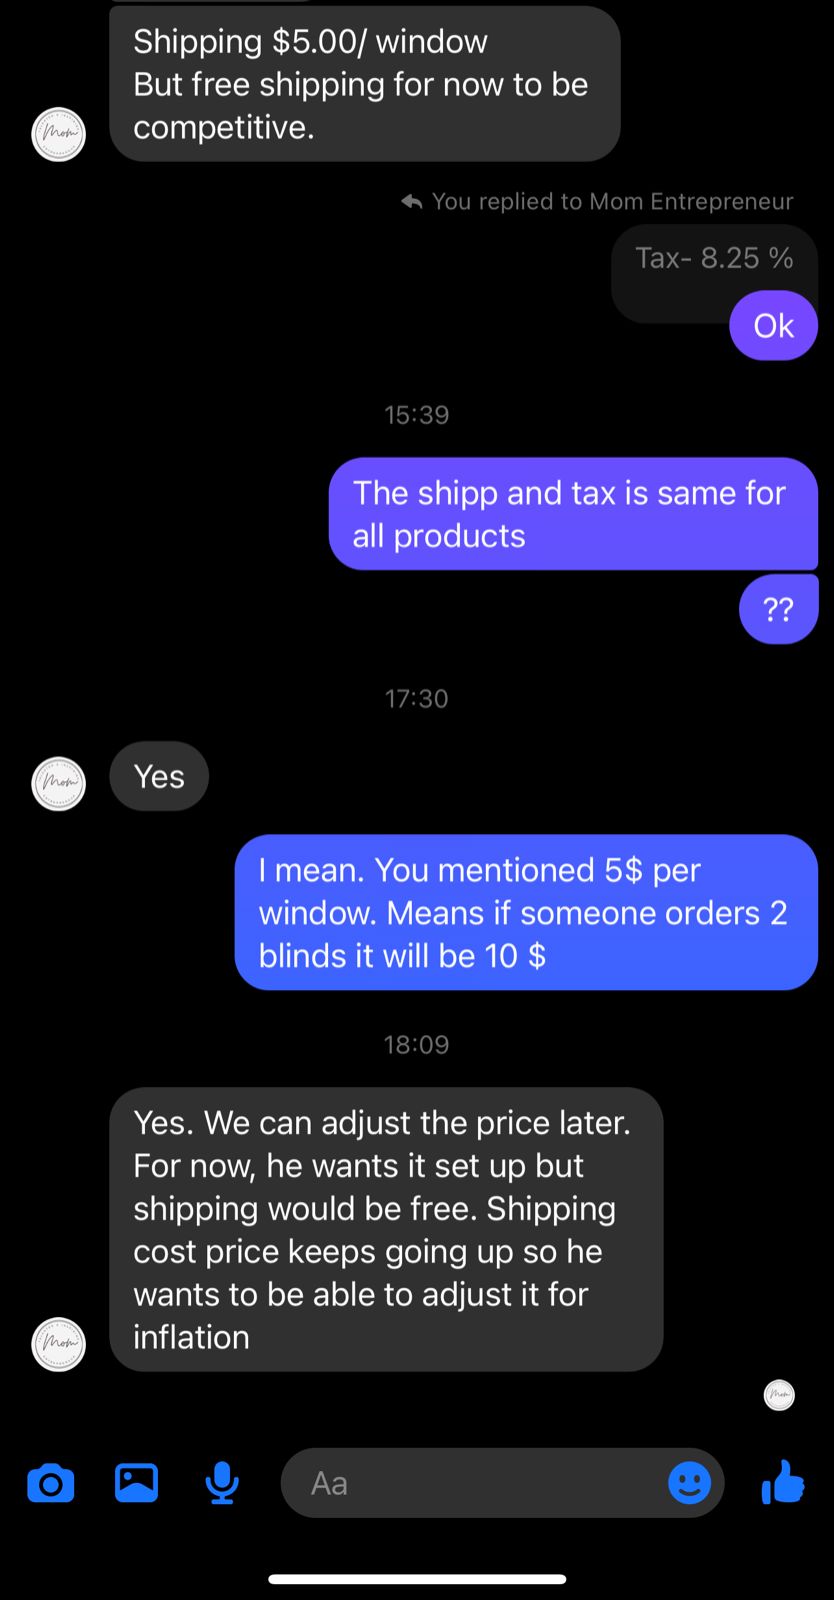 Shipping $5.00/ window
But free shipping for now to be
competitive.
Mom
You replied to Mom Entrepreneur
Tax- 8.25 %
Ok
15:39
The shipp and tax is same for
all products
??
17:30
Mom
Yes
I mean. You mentioned 5$ per
window. Means if someone orders 2
blinds it will be 10 $
18:09
Yes. We can adjust the price later.
For now, he wants it set up but
shipping would be free. Shipping
cost price keeps going up so he
wants to be able to adjust it for
inflation
Mom
Mom
Aa